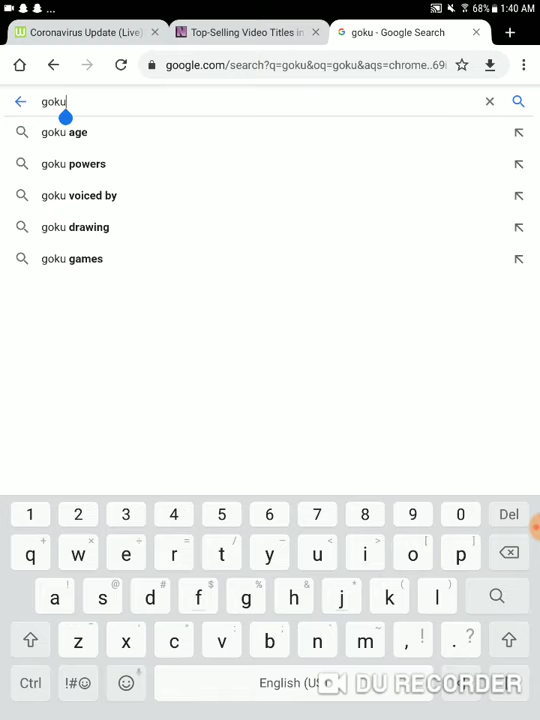 ... 68% 1:40 AM
Coronavirus Update (Live) Top-Selling Video Titles in goku - Google Search
google.com/search?q=goku&oq=goku&aqs=chrome..69i
goku
goku age
goku powers
goku voiced by
goku drawing
goku games
1 2 3 4 5 6 7 8 9 0 Del
+ × ÷ = / _ < > [ ]
q w e r t y u i o p
! @ # $ % ^ & * ( )
a s d f g h j k l
- ' " : ; , ?
z x c v b n m , ! . ?
Ctrl !#☺ English (US) DU RECORDER